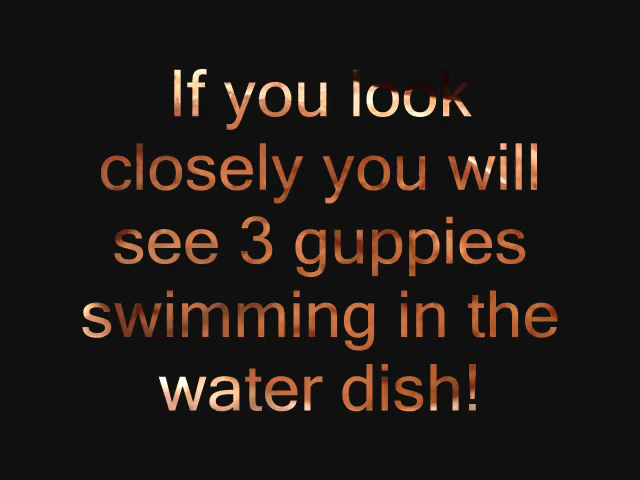 If you look
closely you will
see 3 guppies
swimming in the
water dish!